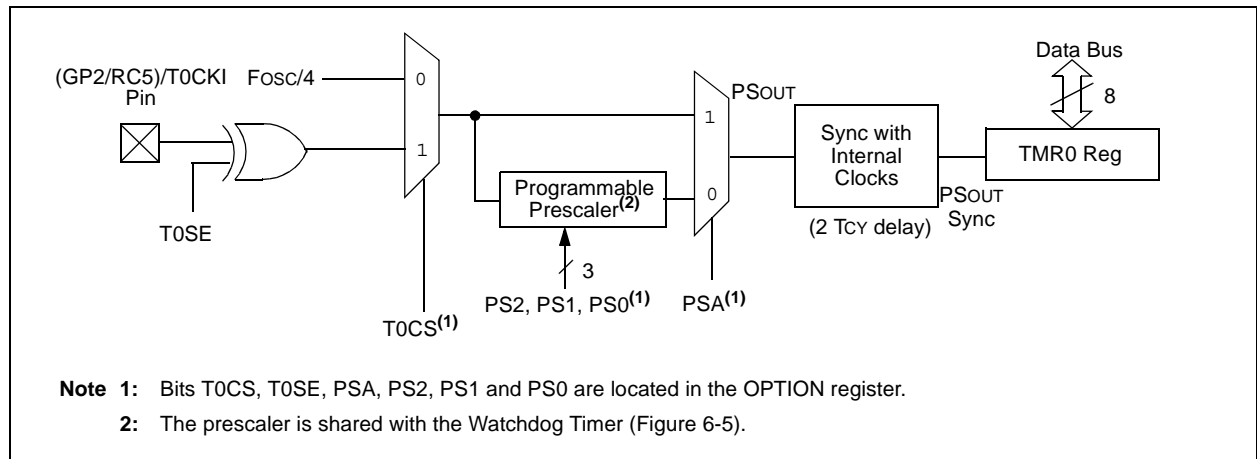 Data Bus
8
(GP2/RC5)/T0CKI
Pin
FOSC/4
0
1
T0SE
T0CS(1)
Programmable
Prescaler(2)
3
PS2, PS1, PS0(1)
1
0
PSOUT
PSA(1)
Sync with
Internal
Clocks
(2 TCY delay)
PSOUT
Sync
TMR0 Reg
Note 1: Bits T0CS, T0SE, PSA, PS2, PS1 and PS0 are located in the OPTION register.
2: The prescaler is shared with the Watchdog Timer (Figure 6-5).